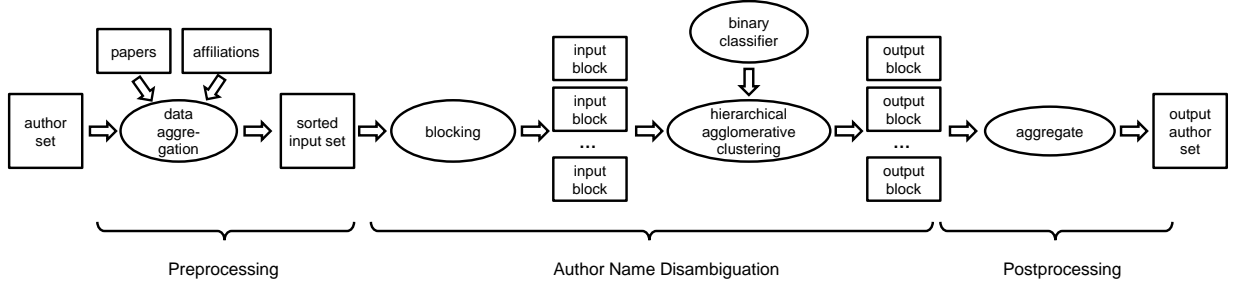 papers
affiliations
author
set
data
aggre-
gation
sorted
input set
blocking
input
block
input
block
...
input
block
binary
classifier
hierarchical
agglomerative
clustering
output
block
output
block
...
output
block
aggregate
output
author
set
Preprocessing
Author Name Disambiguation
Postprocessing